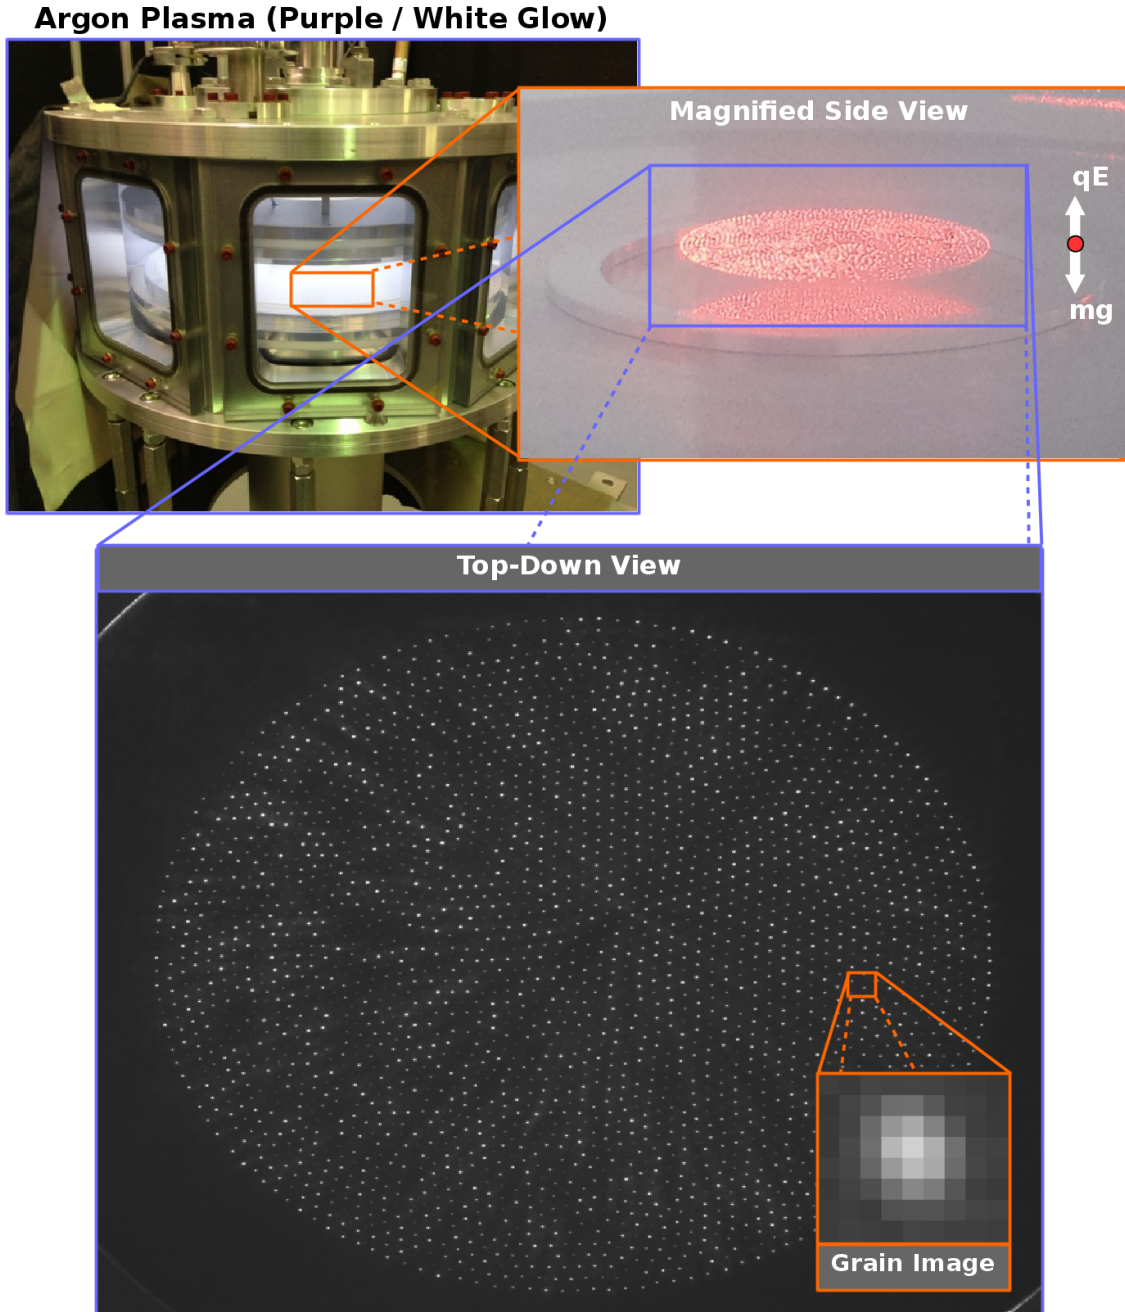 Argon Plasma (Purple / White Glow)
Magnified Side View
qE
mg
Top-Down View
Grain Image